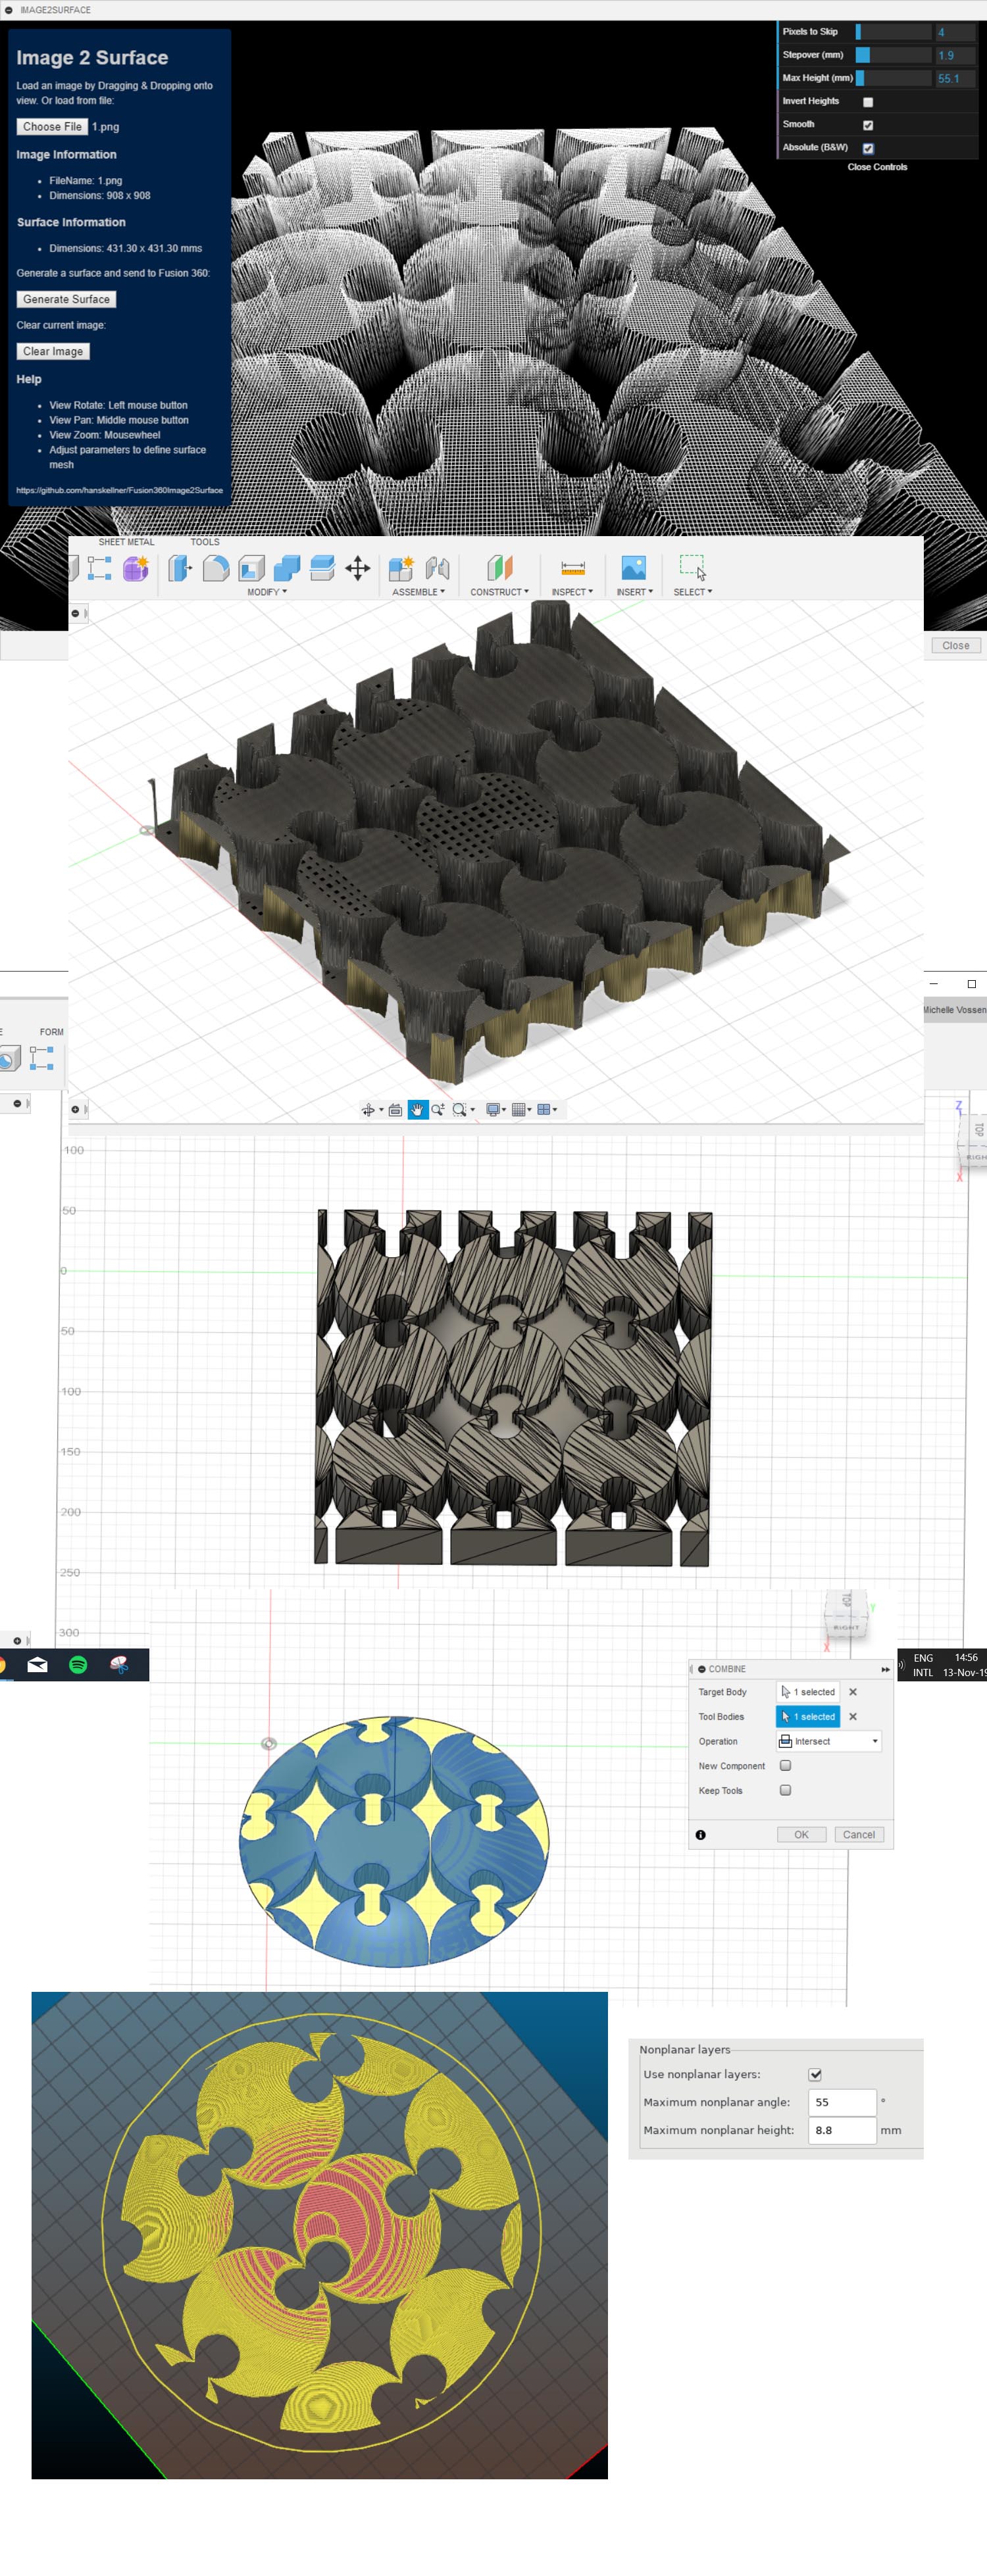 IMAGE2SURFACE
Image 2 Surface
Load an image by Dragging & Dropping onto
view. Or load from file:
Choose File 1.png
Image Information
• FileName: 1.png
• Dimensions: 908 x 908
Surface Information
• Dimensions: 431.30 x 431.30 mms
Generate a surface and send to Fusion 360:
Generate Surface
Clear current image:
Clear Image
Help
• View Rotate: Left mouse button
• View Pan: Middle mouse button
• View Zoom: Mousewheel
• Adjust parameters to define surface
mesh
https://github.com/hanskellner/Fusion360Image2Surface
Pixels to Skip 4
Stepover (mm) 1.9
Max Height (mm) 55.1
Invert Heights
Smooth
Absolute (B&W)
Close Controls
Close
SHEET METAL TOOLS
MODIFY ASSEMBLE CONSTRUCT INSPECT INSERT SELECT
Michelle Vossen
E FORM
Z
TOP
RIGH
X
100
50
0
50
100
150
200
250
300
TOP
Y
RIGHT
X
ENG 14:56
INTL 13-Nov-19
COMBINE
Target Body 1 selected
Tool Bodies 1 selected
Operation Intersect
New Component
Keep Tools
OK Cancel
Nonplanar layers
Use nonplanar layers:
Maximum nonplanar angle: 55 °
Maximum nonplanar height: 8.8 mm